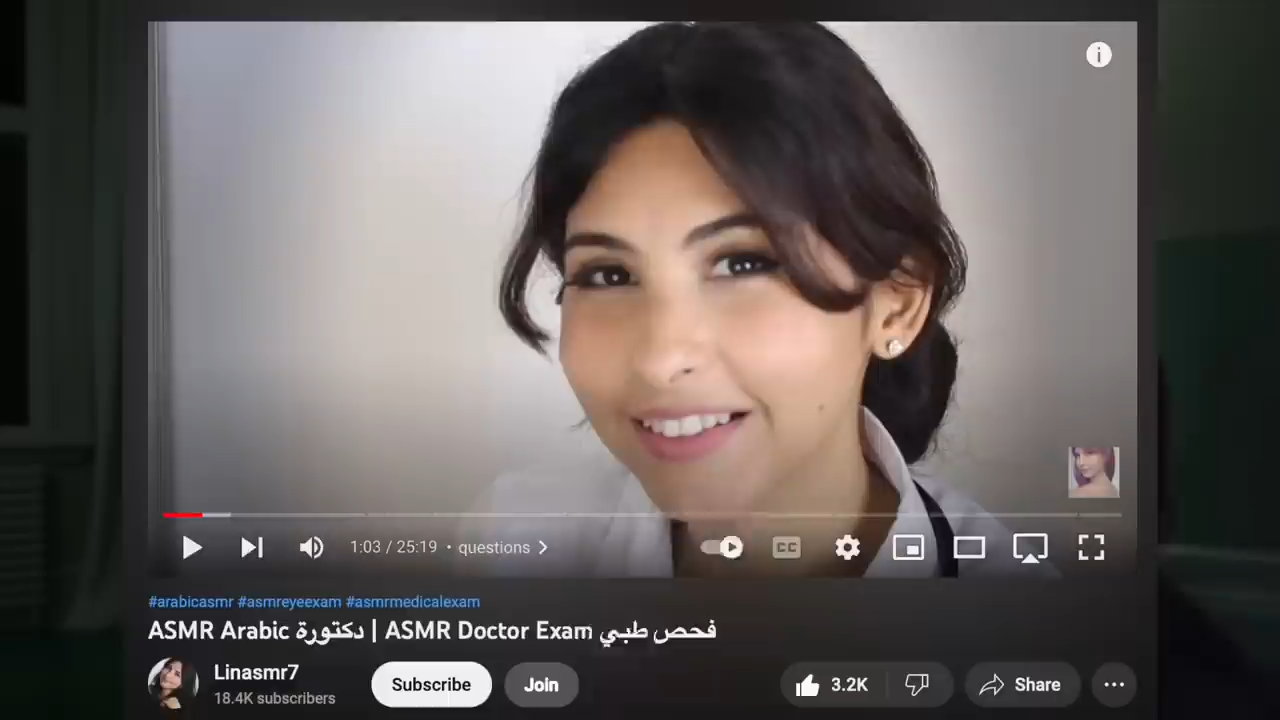 i
1:03 / 25:19 • questions
CC
#arabicasmr #asmreyeexam #asmrmedicalexam
ASMR Arabic دكتورة | ASMR Doctor Exam فحص طبي
Linasmr7
18.4K subscribers
Subscribe
Join
3.2K
Share